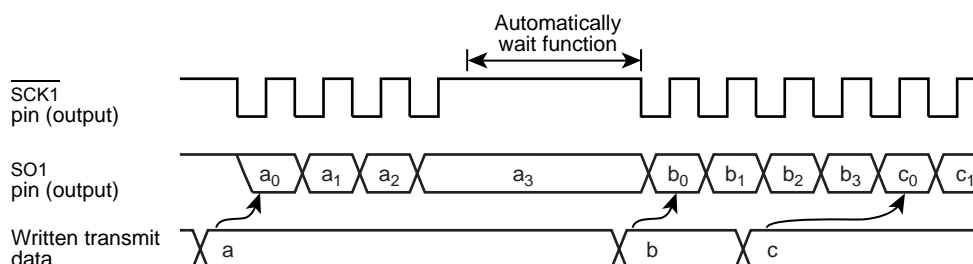 Automatically
wait function
SCK1
pin (output)
SO1
pin (output)
a0 a1 a2 a3 b0 b1 b2 b3 c0 c1
Written transmit
data
a b c